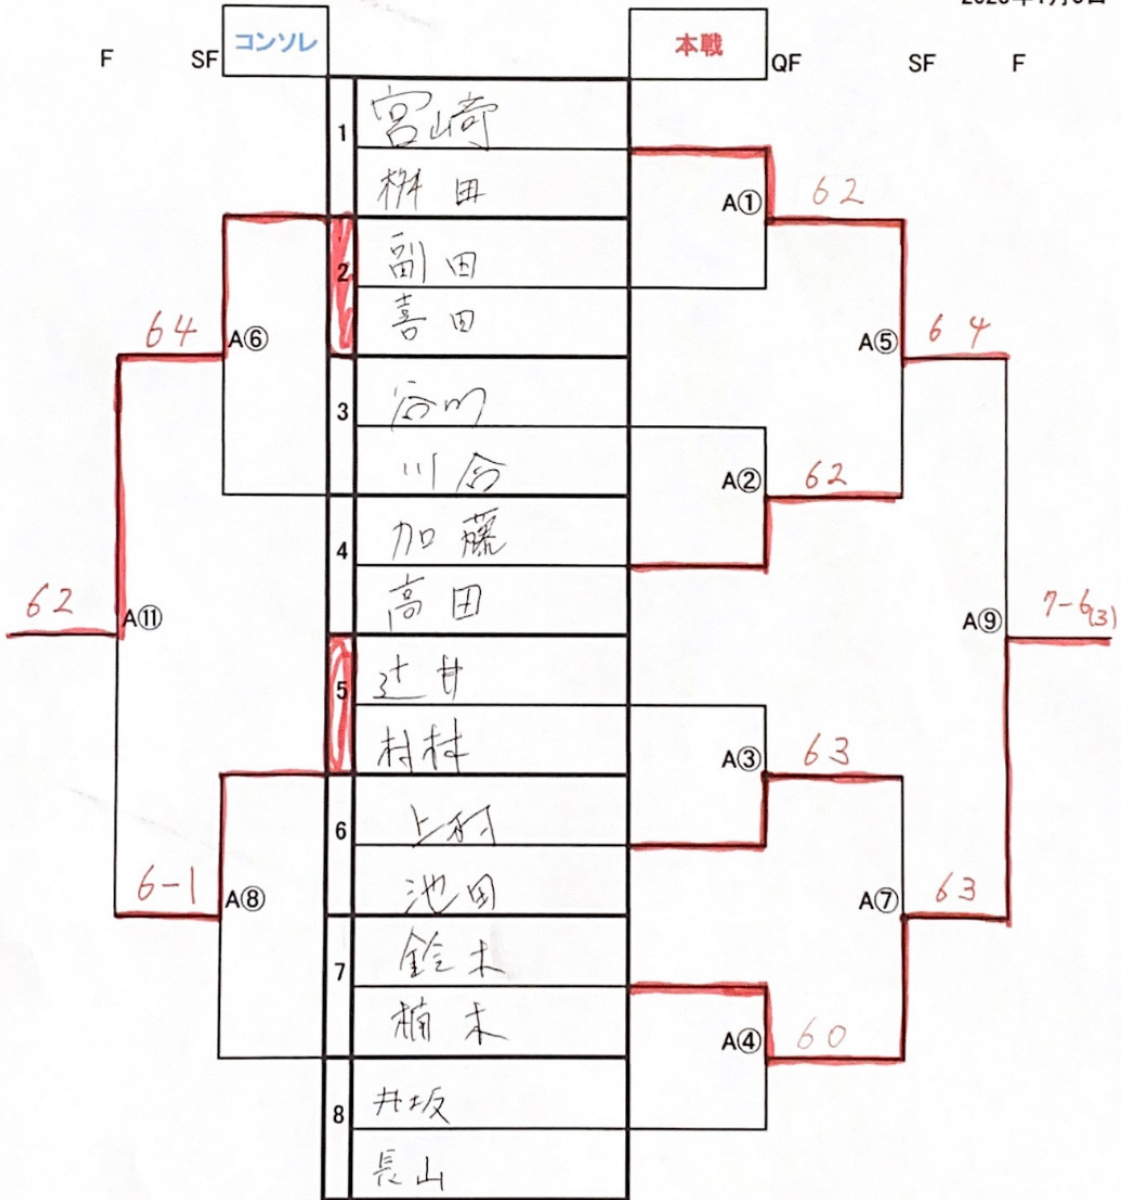 F SF コンソレ 本戦 QF SF F
1 宮崎
桝田 A① 62
2 副田
喜田
64 A⑥ A⑤ 64
3 谷川
川合 A② 62
4 加藤
高田
62 A⑪ A⑨ 7-6(3)
5 辻井
村林 A③ 63
6 上村
池田
6-1 A⑧ A⑦ 63
7 鈴木
楠木 A④ 60
8 井坂
長山